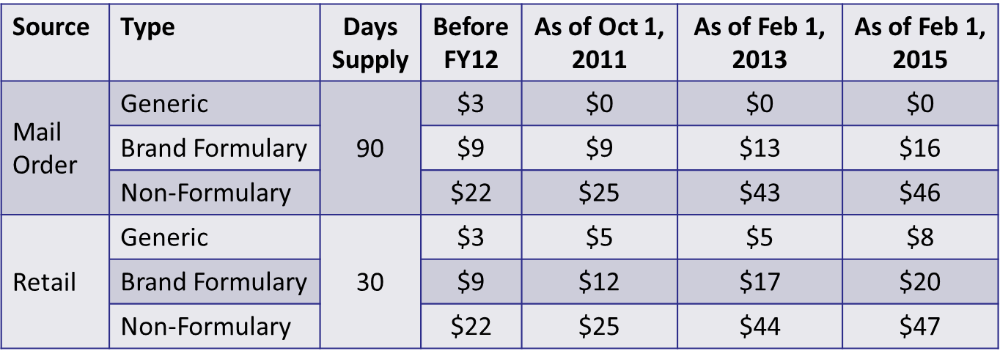 Source Type Days Supply Before FY12 As of Oct 1, 2011 As of Feb 1, 2013 As of Feb 1, 2015
Mail Order
Generic 90 $3 $0 $0 $0
Brand Formulary $9 $9 $13 $16
Non-Formulary $22 $25 $43 $46
Retail
Generic 30 $3 $5 $5 $8
Brand Formulary $9 $12 $17 $20
Non-Formulary $22 $25 $44 $47